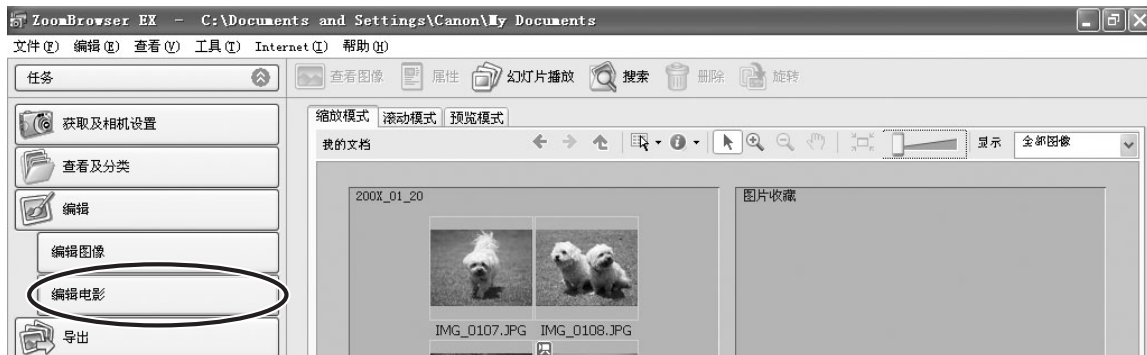 ZoomBrowser EX - C:\Documents and Settings\Canon\My Documents
文件(F) 编辑(E) 查看(V) 工具(T) Internet(I) 帮助(H)
任务
查看图像 属性 幻灯片播放 搜索 删除 旋转
获取及相机设置
查看及分类
编辑
编辑图像
编辑电影
导出
缩放模式 滚动模式 预览模式
我的文档 显示 全部图像
200X_01_20 图片收藏
IMG_0107.JPG IMG_0108.JPG